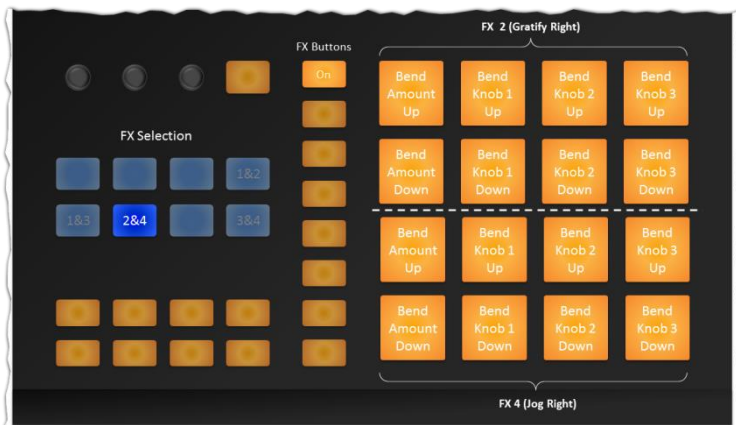 FX 2 (Gratify Right)
FX Buttons
On
Bend
Amount
Up
Bend
Knob 1
Up
Bend
Knob 2
Up
Bend
Knob 3
Up
FX Selection
1&2
Bend
Amount
Down
Bend
Knob 1
Down
Bend
Knob 2
Down
Bend
Knob 3
Down
1&3
2&4
3&4
Bend
Amount
Up
Bend
Knob 1
Up
Bend
Knob 2
Up
Bend
Knob 3
Up
Bend
Amount
Down
Bend
Knob 1
Down
Bend
Knob 2
Down
Bend
Knob 3
Down
FX 4 (Jog Right)